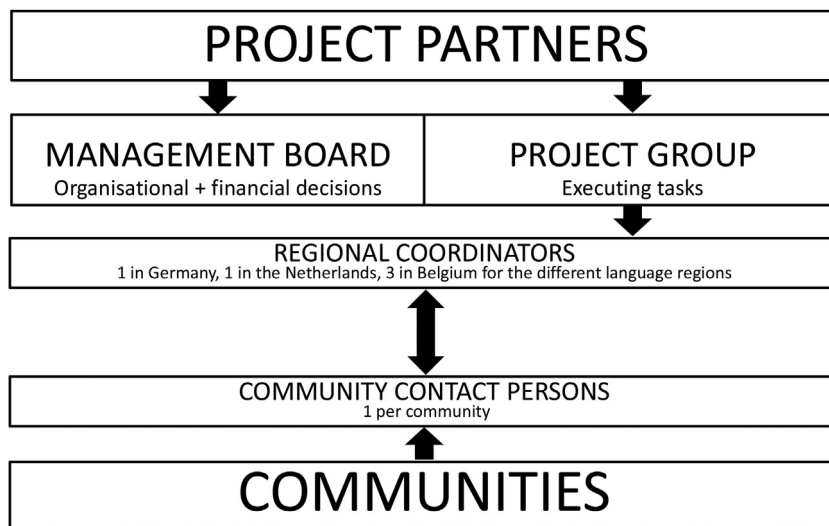 PROJECT PARTNERS
MANAGEMENT BOARD
Organisational + financial decisions
PROJECT GROUP
Executing tasks
REGIONAL COORDINATORS
1 in Germany, 1 in the Netherlands, 3 in Belgium for the different language regions
COMMUNITY CONTACT PERSONS
1 per community
COMMUNITIES